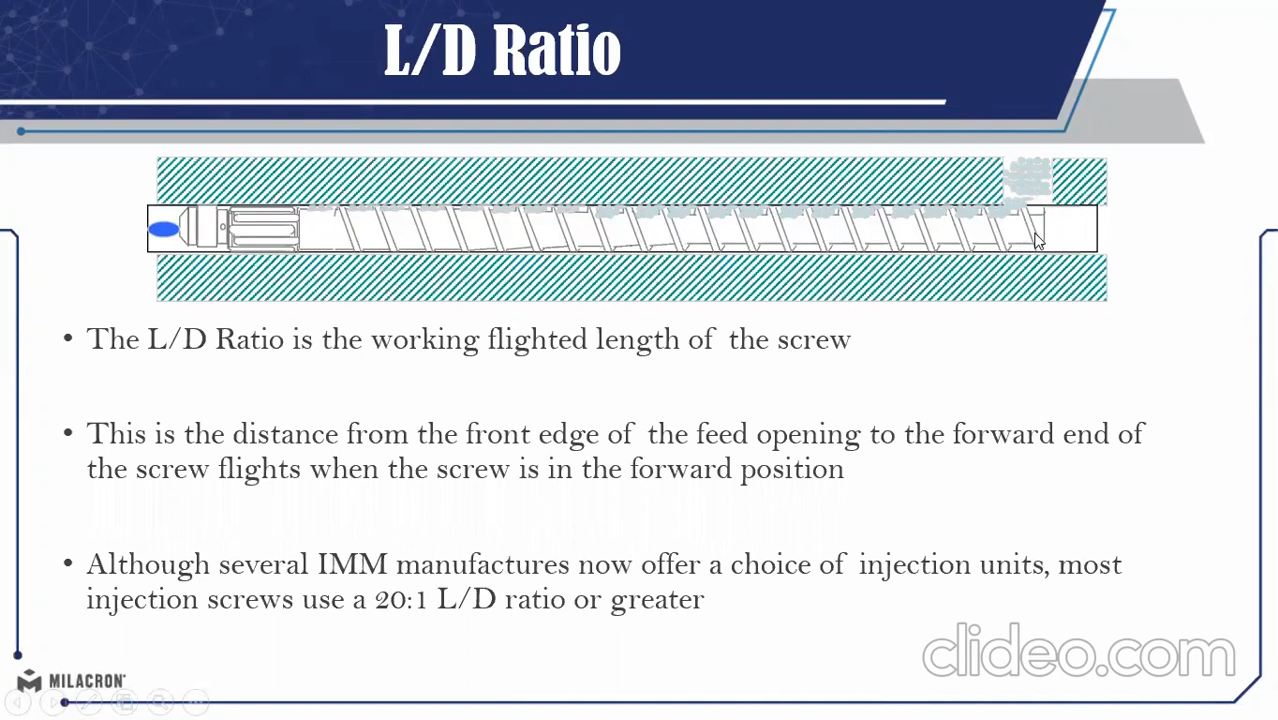 L/D Ratio
• The L/D Ratio is the working flighted length of the screw
• This is the distance from the front edge of the feed opening to the forward end of
the screw flights when the screw is in the forward position
• Although several IMM manufactures now offer a choice of injection units, most
injection screws use a 20:1 L/D ratio or greater
clideo.com
MILACRON